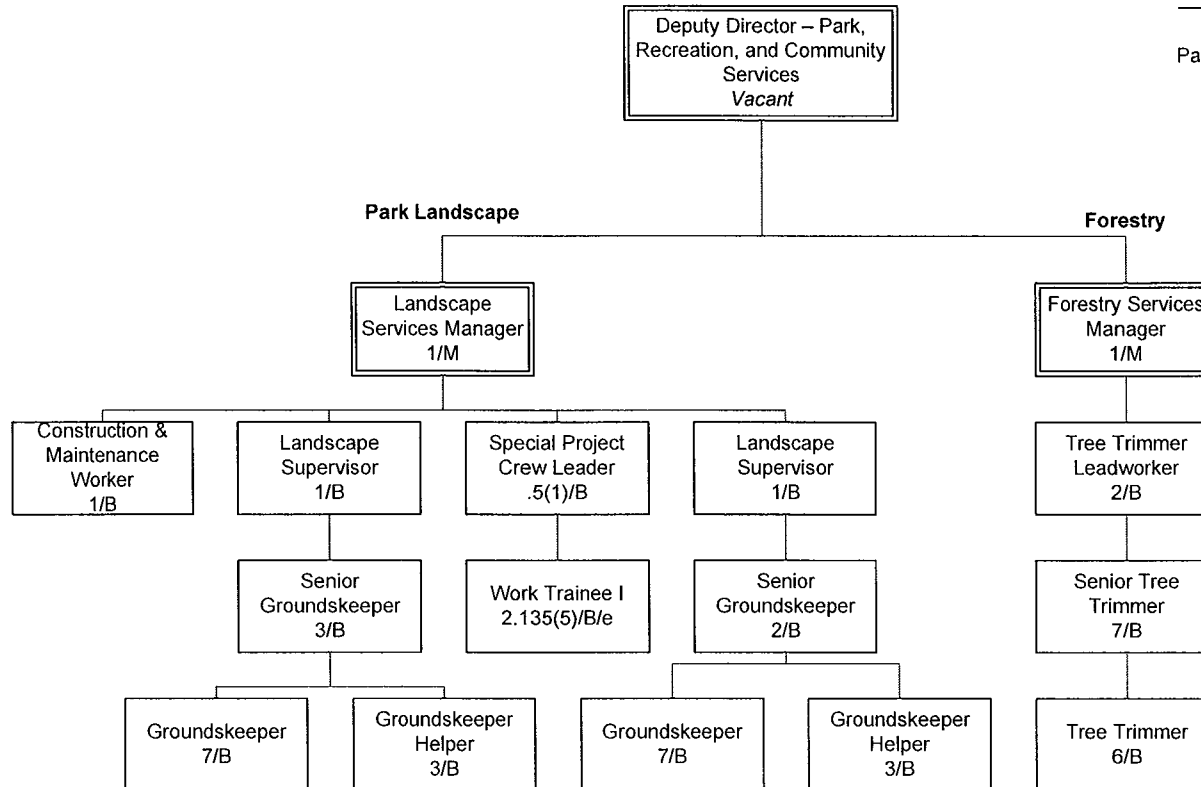 Deputy Director – Park,
Recreation, and Community
Services
Vacant
Pa
Park Landscape
Forestry
Landscape
Services Manager
1/M
Forestry Services
Manager
1/M
Construction &
Maintenance
Worker
1/B
Landscape
Supervisor
1/B
Special Project
Crew Leader
.5(1)/B
Landscape
Supervisor
1/B
Tree Trimmer
Leadworker
2/B
Senior
Groundskeeper
3/B
Work Trainee I
2.135(5)/B/e
Senior
Groundskeeper
2/B
Senior Tree
Trimmer
7/B
Groundskeeper
7/B
Groundskeeper
Helper
3/B
Groundskeeper
7/B
Groundskeeper
Helper
3/B
Tree Trimmer
6/B